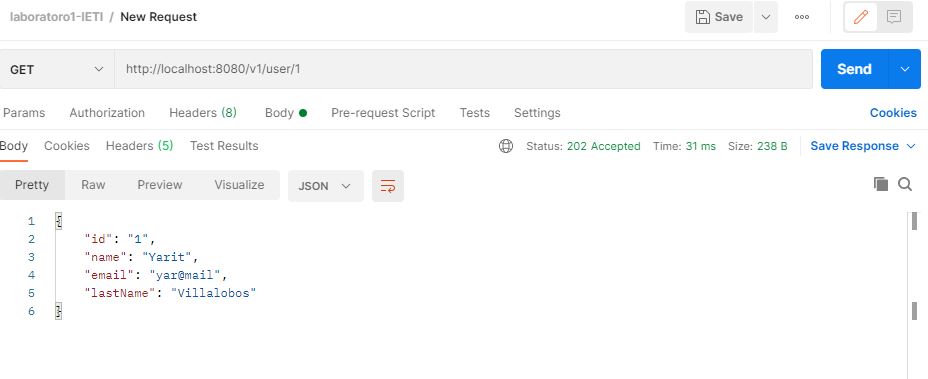 laboratoro1-IETI / New Request
Save
GET http://localhost:8080/v1/user/1 Send
Params Authorization Headers (8) Body Pre-request Script Tests Settings Cookies
Body Cookies Headers (5) Test Results Status: 202 Accepted Time: 31 ms Size: 238 B Save Response
Pretty Raw Preview Visualize JSON
1 {
2 "id": "1",
3 "name": "Yarit",
4 "email": "yar@mail",
5 "lastName": "Villalobos"
6 }